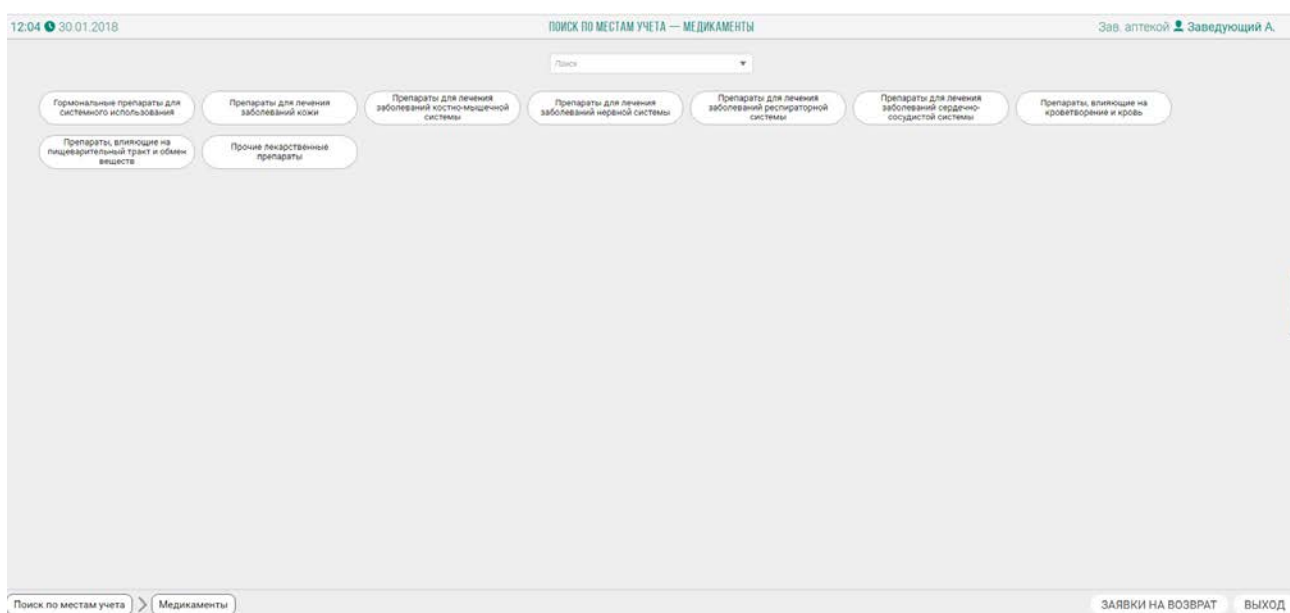 12:04 30.01.2018
ПОИСК ПО МЕСТАМ УЧЕТА — МЕДИКАМЕНТЫ
Зав. аптекой Заведующий А.
Поиск
Гормональные препараты для
системного использования
Препараты для лечения
заболеваний кожи
Препараты для лечения
заболеваний костно-мышечной
системы
Препараты для лечения
заболеваний нервной системы
Препараты для лечения
заболеваний респираторной
системы
Препараты для лечения
заболеваний сердечно-
сосудистой системы
Препараты, влияющие на
кроветворение и кровь
Препараты, влияющие на
пищеварительный тракт и обмен
веществ
Прочие лекарственные
препараты
Поиск по местам учета
Медикаменты
ЗАЯВКИ НА ВОЗВРАТ
ВЫХОД